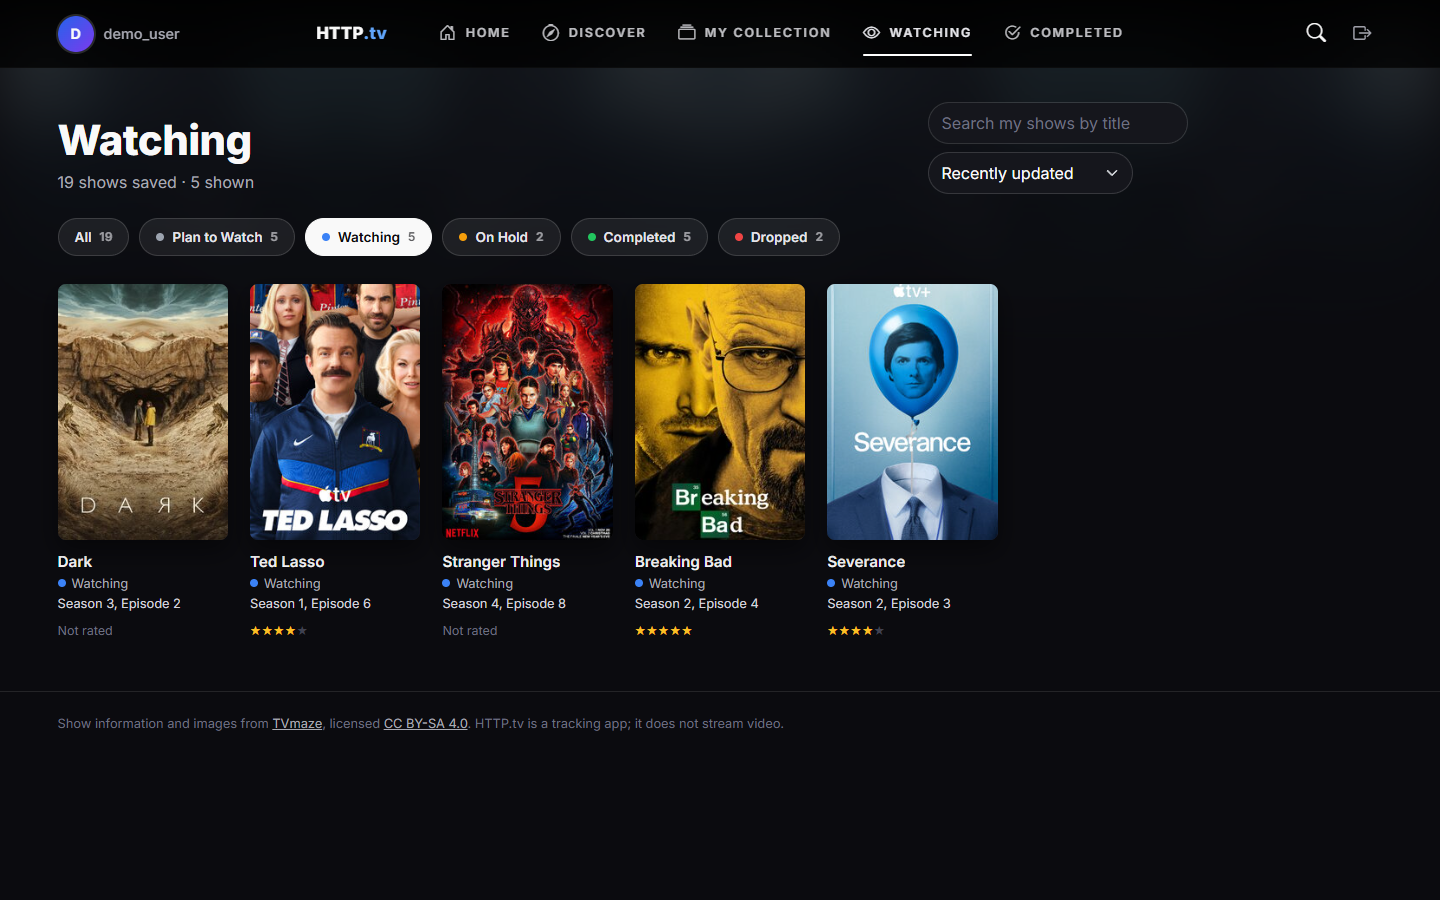 D demo_user HTTP.tv HOME DISCOVER MY COLLECTION WATCHING COMPLETED
Search my shows by title
Watching
Recently updated
19 shows saved · 5 shown
All 19 Plan to Watch 5 Watching 5 On Hold 2 Completed 5 Dropped 2
DARK
tv
TED LASSO
STRANGER THINGS
5
NETFLIX
Breaking
Bad
tv+
Severance
Dark
Watching
Season 3, Episode 2
Not rated
Ted Lasso
Watching
Season 1, Episode 6
Stranger Things
Watching
Season 4, Episode 8
Not rated
Breaking Bad
Watching
Season 2, Episode 4
Severance
Watching
Season 2, Episode 3
Show information and images from TVmaze, licensed CC BY-SA 4.0. HTTP.tv is a tracking app; it does not stream video.